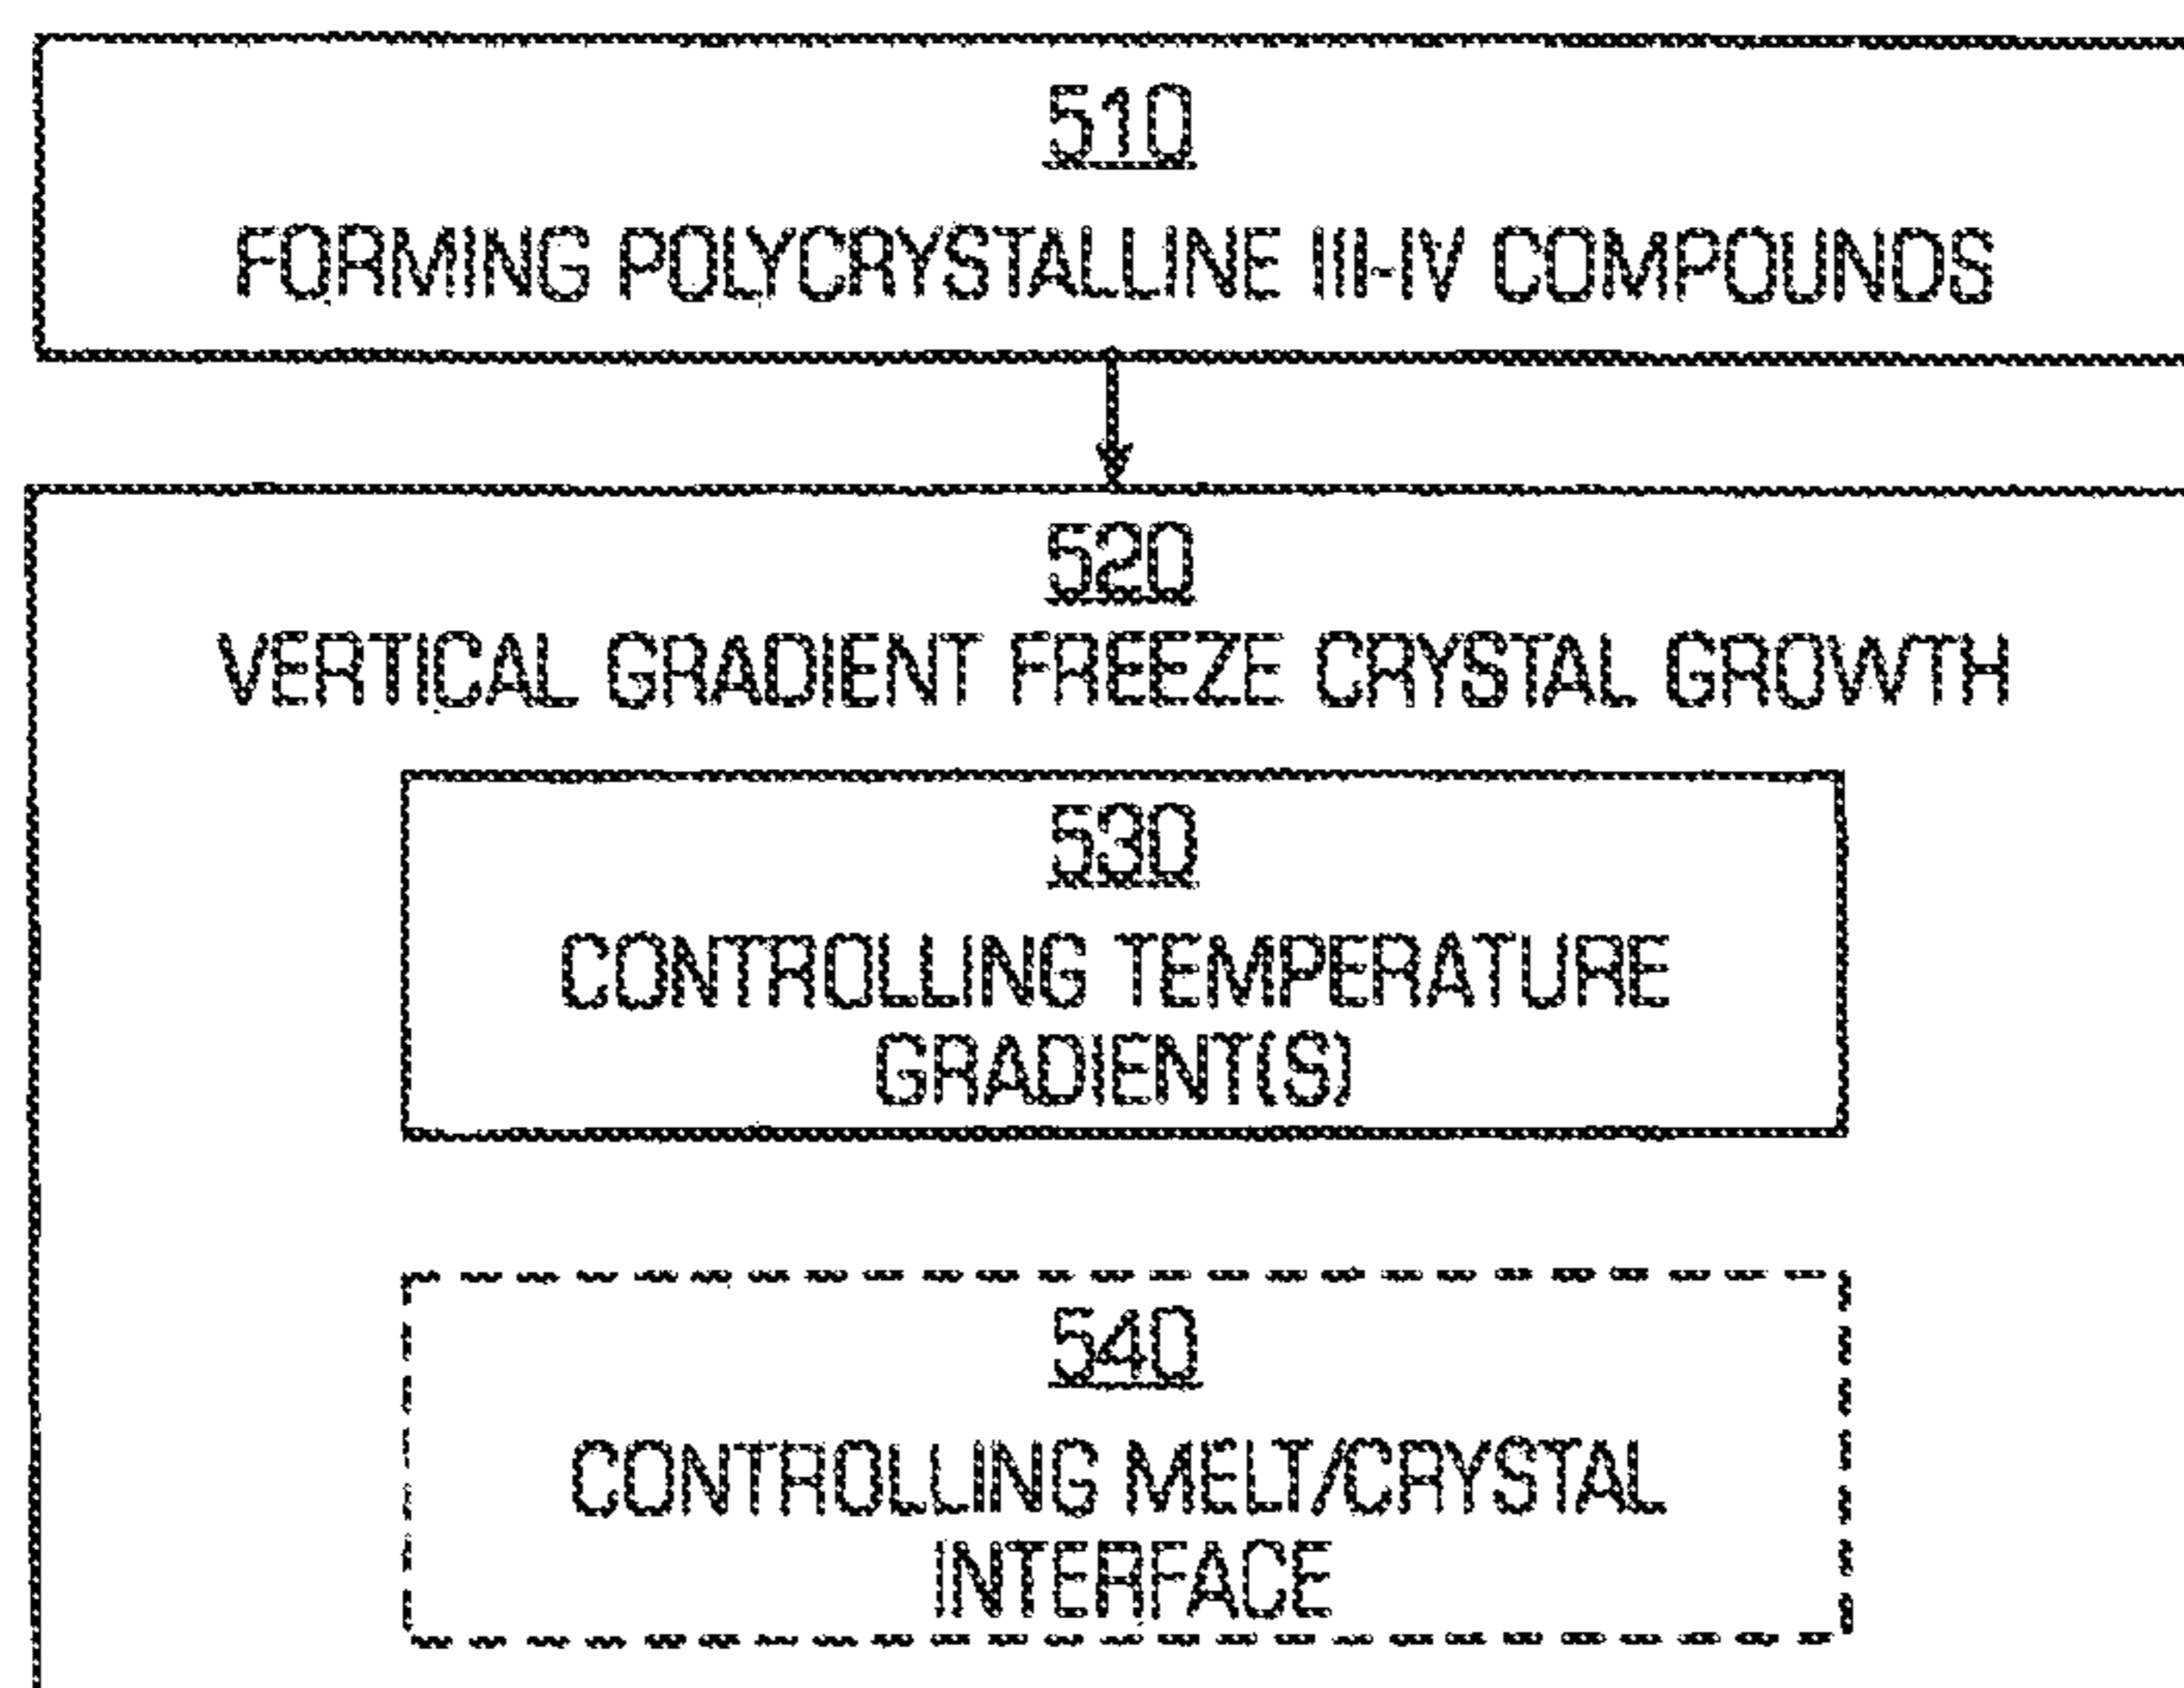 510
FORMING POLYCRYSTALLINE III-IV COMPOUNDS
520
VERTICAL GRADIENT FREEZE CRYSTAL GROWTH
530
CONTROLLING TEMPERATURE
GRADIENT(S)
540
CONTROLLING MELT/CRYSTAL
INTERFACE